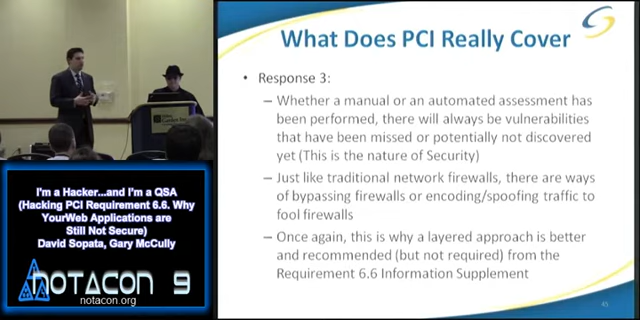 What Does PCI Really Cover
• Response 3:
– Whether a manual or an automated assessment has
been performed, there will always be vulnerabilities
that have been missed or potentially not discovered
yet (This is the nature of Security)
– Just like traditional network firewalls, there are ways
of bypassing firewalls or encoding/spoofing traffic to
fool firewalls
– Once again, this is why a layered approach is better
and recommended (but not required) from the
Requirement 6.6 Information Supplement
45
I'm a Hacker...and I'm a QSA
(Hacking PCI Requirement 6.6. Why
YourWeb Applications are
Still Not Secure)
David Sopata, Gary McCully
NOTACON 9
notacon.org